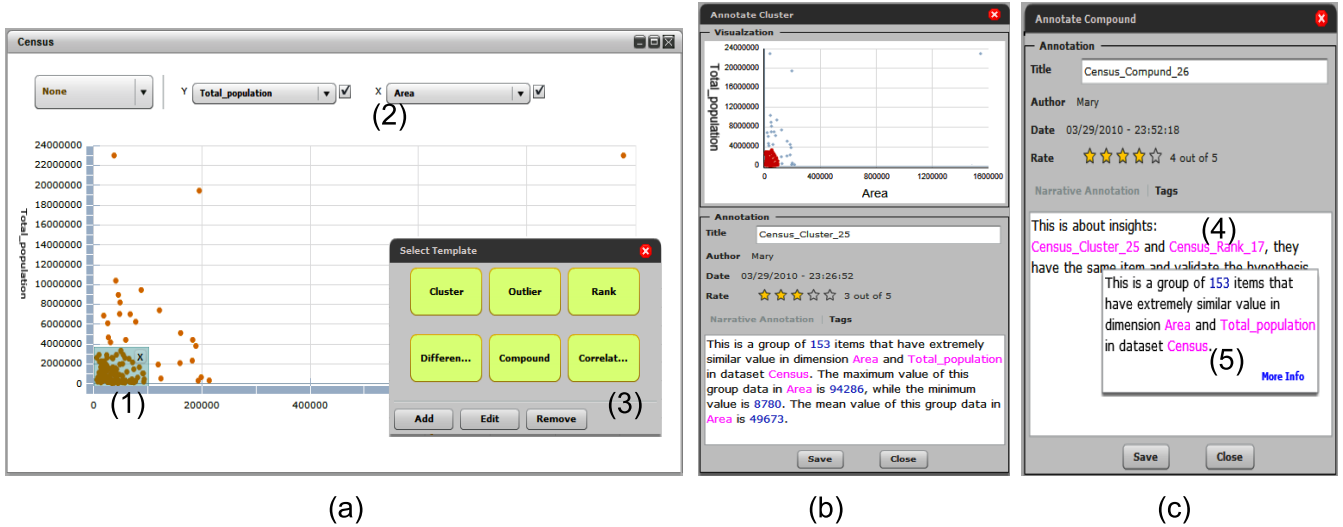 Census
None
Y Total_population
X Area
(2)
24000000
22000000
20000000
18000000
16000000
14000000
12000000
10000000
8000000
6000000
4000000
2000000
0
Total_population
X
0
200000
400000
(1)
Select Template
Cluster
Outlier
Rank
Differen...
Compound
Correlat...
(3)
Add
Edit
Remove
(a)
Annotate Cluster
Visualzation
24000000
20000000
16000000
12000000
8000000
4000000
0
Total_population
0
400000
800000
1200000
1600000
Area
Annotation
Title Census_Cluster_25
Author Mary
Date 03/29/2010 - 23:26:52
Rate 3 out of 5
Narrative Annotation | Tags
This is a group of 153 items that have extremely
similar value in dimension Area and Total_population
in dataset Census. The maximum value of this
group data in Area is 94286, while the minimum
value is 8780. The mean value of this group data in
Area is 49673.
Save
Close
(b)
Annotate Compound
Annotation
Title Census_Compund_26
Author Mary
Date 03/29/2010 - 23:52:18
Rate 4 out of 5
Narrative Annotation | Tags
This is about insights:
(4)
Census_Cluster_25 and Census_Rank_17, they
have the same item and validate the hypothesis
This is a group of 153 items that
have extremely similar value in
dimension Area and Total_population
in dataset Census.
(5)
More Info
Save
Close
(c)